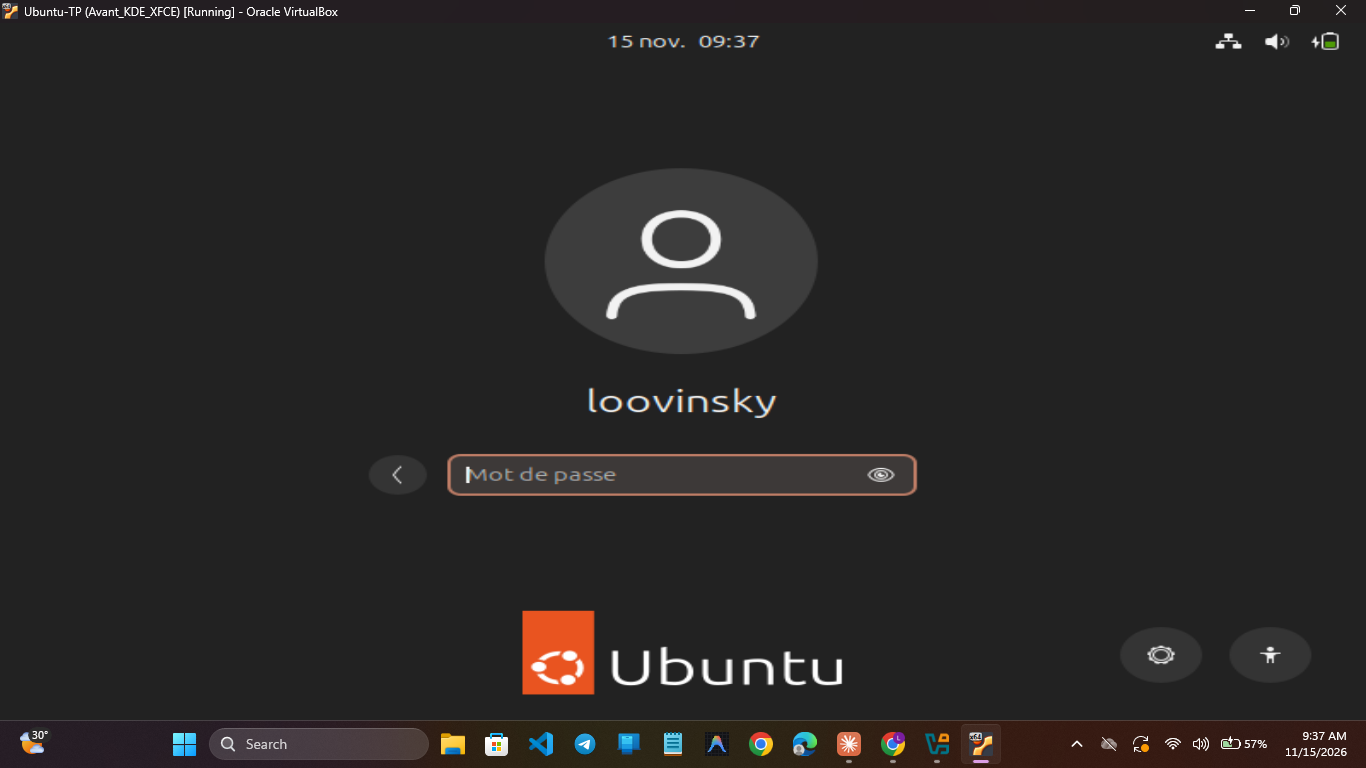 Ubuntu-TP (Avant_KDE_XFCE) [Running] - Oracle VirtualBox
15 nov. 09:37
loovinsky
Mot de passe
Ubuntu
30°
Search
57%
9:37 AM
11/15/2026